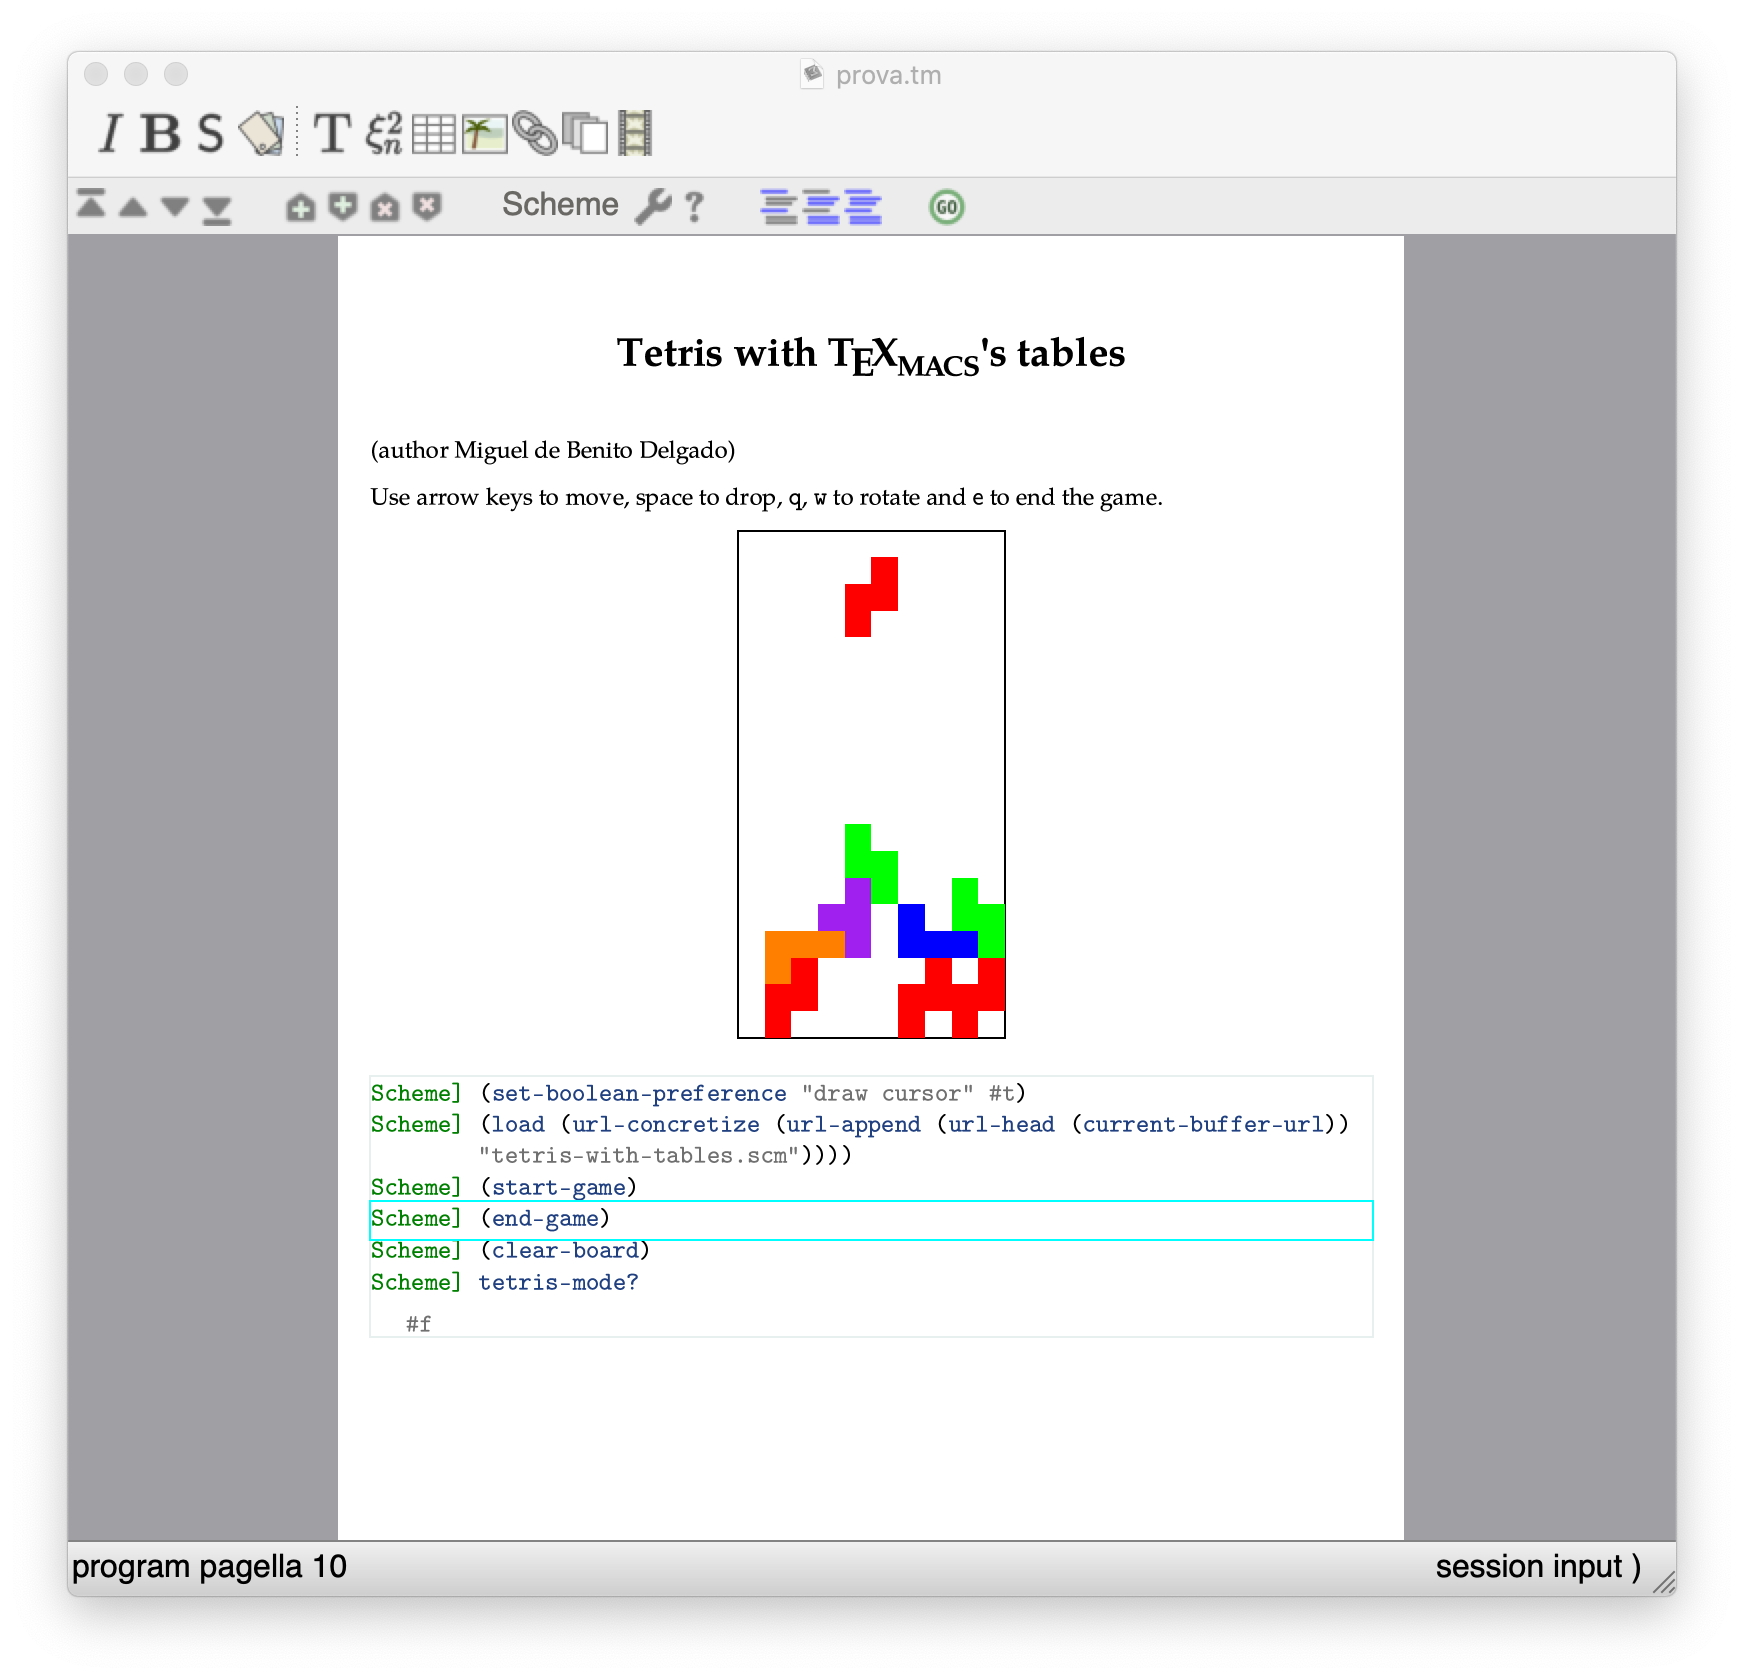 prova.tm
I B S T ξ2n
Scheme ? GO
Tetris with TEXMACS's tables
(author Miguel de Benito Delgado)
Use arrow keys to move, space to drop, q, w to rotate and e to end the game.
Scheme] (set-boolean-preference "draw cursor" #t)
Scheme] (load (url-concretize (url-append (url-head (current-buffer-url))
"tetris-with-tables.scm"))))
Scheme] (start-game)
Scheme] (end-game)
Scheme] (clear-board)
Scheme] tetris-mode?
#f
program pagella 10 session input )